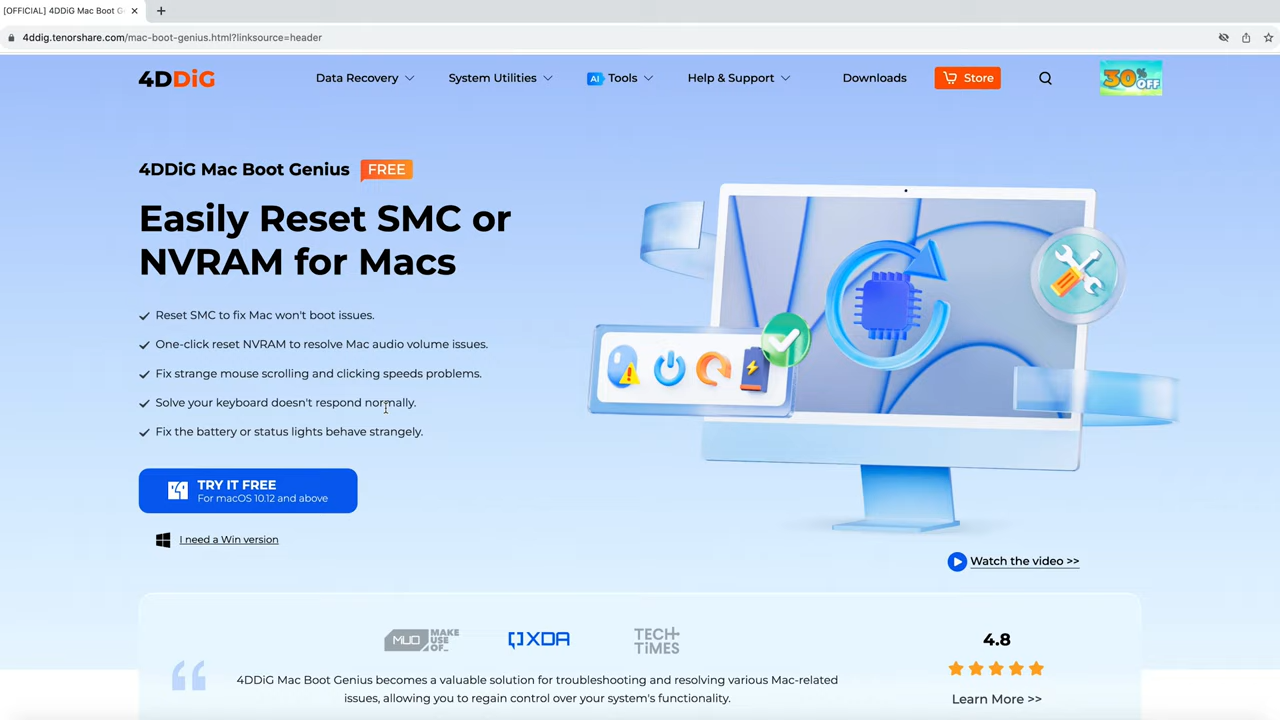 [OFFICIAL] 4DDiG Mac Boot G
4ddig.tenorshare.com/mac-boot-genius.html?linksource=header
4DDiG
Data Recovery
System Utilities
AI Tools
Help & Support
Downloads
Store
30% OFF
4DDiG Mac Boot Genius FREE
Easily Reset SMC or
NVRAM for Macs
Reset SMC to fix Mac won't boot issues.
One-click reset NVRAM to resolve Mac audio volume issues.
Fix strange mouse scrolling and clicking speeds problems.
Solve your keyboard doesn't respond normally.
Fix the battery or status lights behave strangely.
TRY IT FREE
For macOS 10.12 and above
I need a Win version
Watch the video >>
MUO MAKE USE OF_
XDA
TECH TIMES
4.8
4DDiG Mac Boot Genius becomes a valuable solution for troubleshooting and resolving various Mac-related
issues, allowing you to regain control over your system's functionality.
Learn More >>